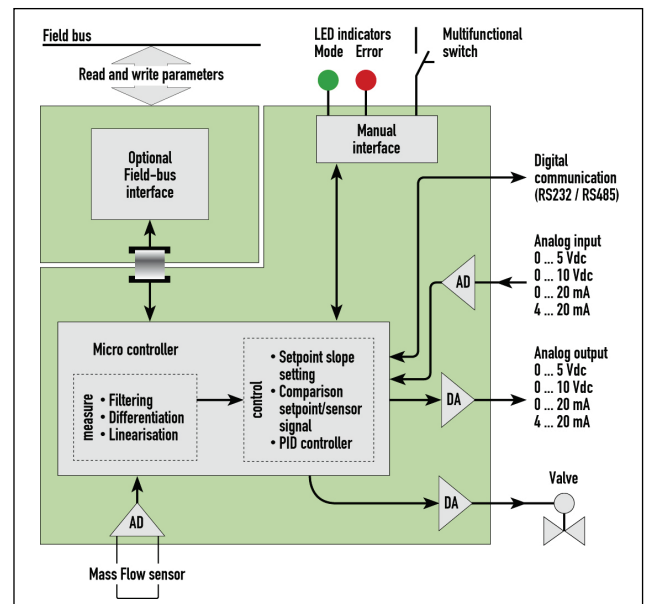 Field bus
Read and write parameters
LED indicators
Mode Error
Multifunctional
switch
Manual
interface
Optional
Field-bus
interface
Digital
communication
(RS232 / RS485)
Analog input
0 ... 5 Vdc
0 ... 10 Vdc
0 ... 20 mA
4 ... 20 mA
AD
Micro controller
measure
• Filtering
• Differentiation
• Linearisation
control
• Setpoint slope
setting
• Comparison
setpoint/sensor
signal
• PID controller
DA
Analog output
0 ... 5 Vdc
0 ... 10 Vdc
0 ... 20 mA
4 ... 20 mA
DA
Valve
AD
Mass Flow sensor